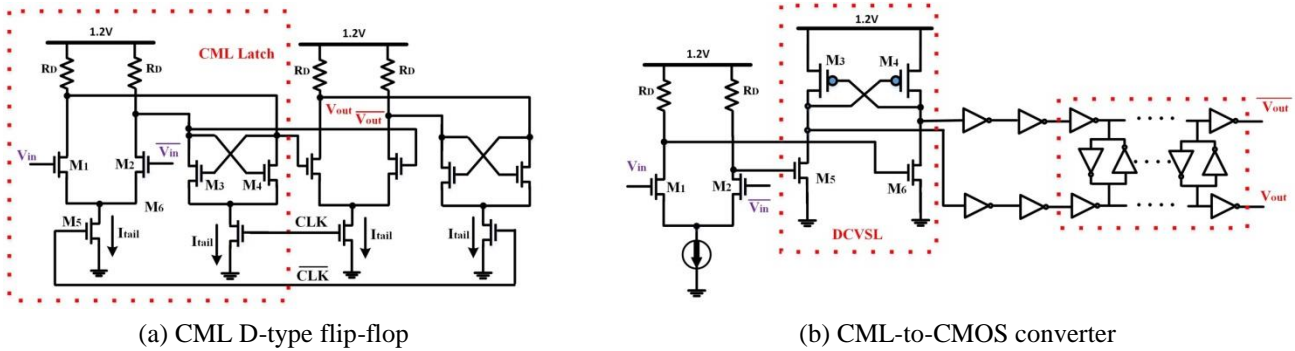 1.2V
CML Latch
1.2V
RD
RD
RD
RD
Vout
Vout
Vin
M1
M2
Vin
M3
M4
M5
M6
Itail
Itail
CLK
Itail
Itail
CLK
(a) CML D-type flip-flop
1.2V
1.2V
M3
M4
RD
RD
Vout
Vin
M1
M2
Vin
M5
M6
Vout
DCVSL
(b) CML-to-CMOS converter